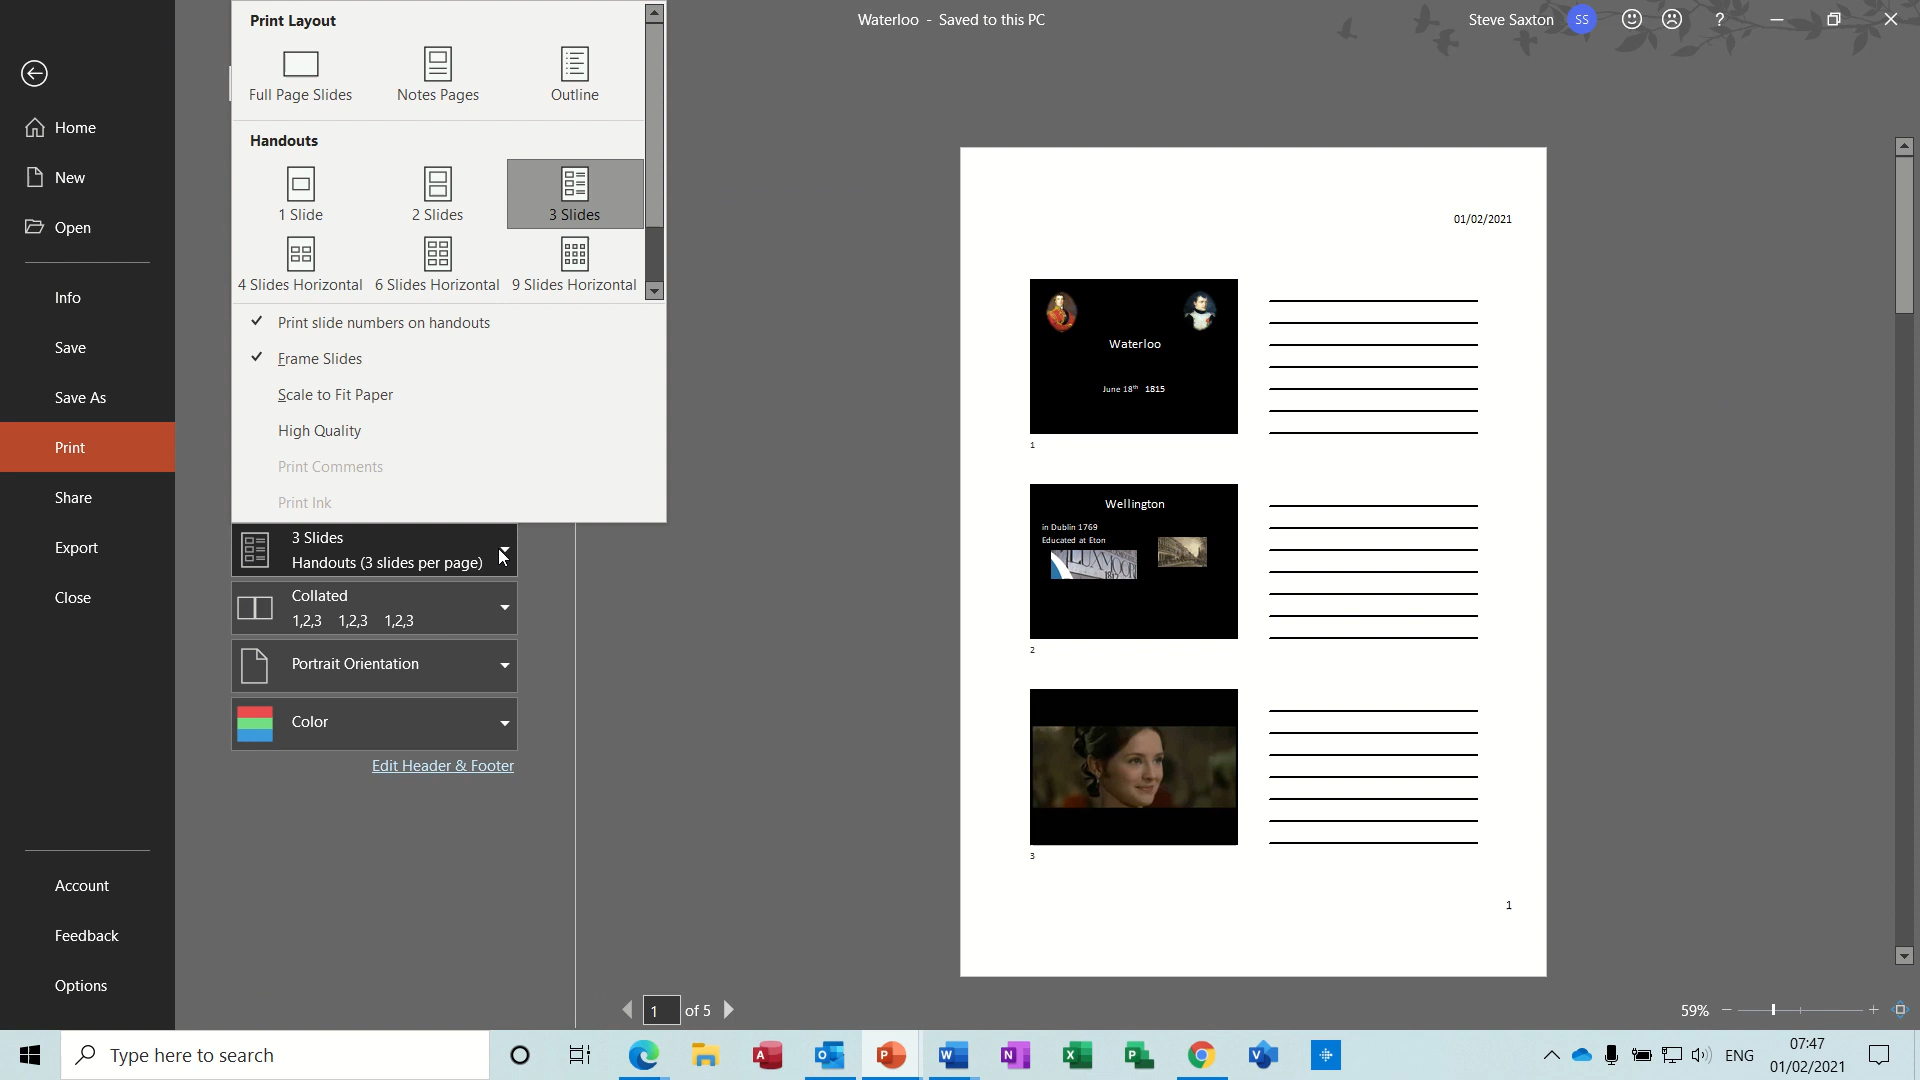 Waterloo - Saved to this PC
Steve Saxton
SS
?
Home
New
Open
Info
Save
Save As
Print
Share
Export
Close
Account
Feedback
Options
Print Layout
Full Page Slides
Notes Pages
Outline
Handouts
1 Slide
2 Slides
3 Slides
4 Slides Horizontal
6 Slides Horizontal
9 Slides Horizontal
Print slide numbers on handouts
Frame Slides
Scale to Fit Paper
High Quality
Print Comments
Print Ink
3 Slides
Handouts (3 slides per page)
Collated
1,2,3 1,2,3 1,2,3
Portrait Orientation
Color
Edit Header & Footer
01/02/2021
Waterloo
June 18th 1815
1
Wellington
in Dublin 1769
Educated at Eton
LUXMOOR
1817
2
3
1
1 of 5
59%
Type here to search
ENG
07:47
01/02/2021